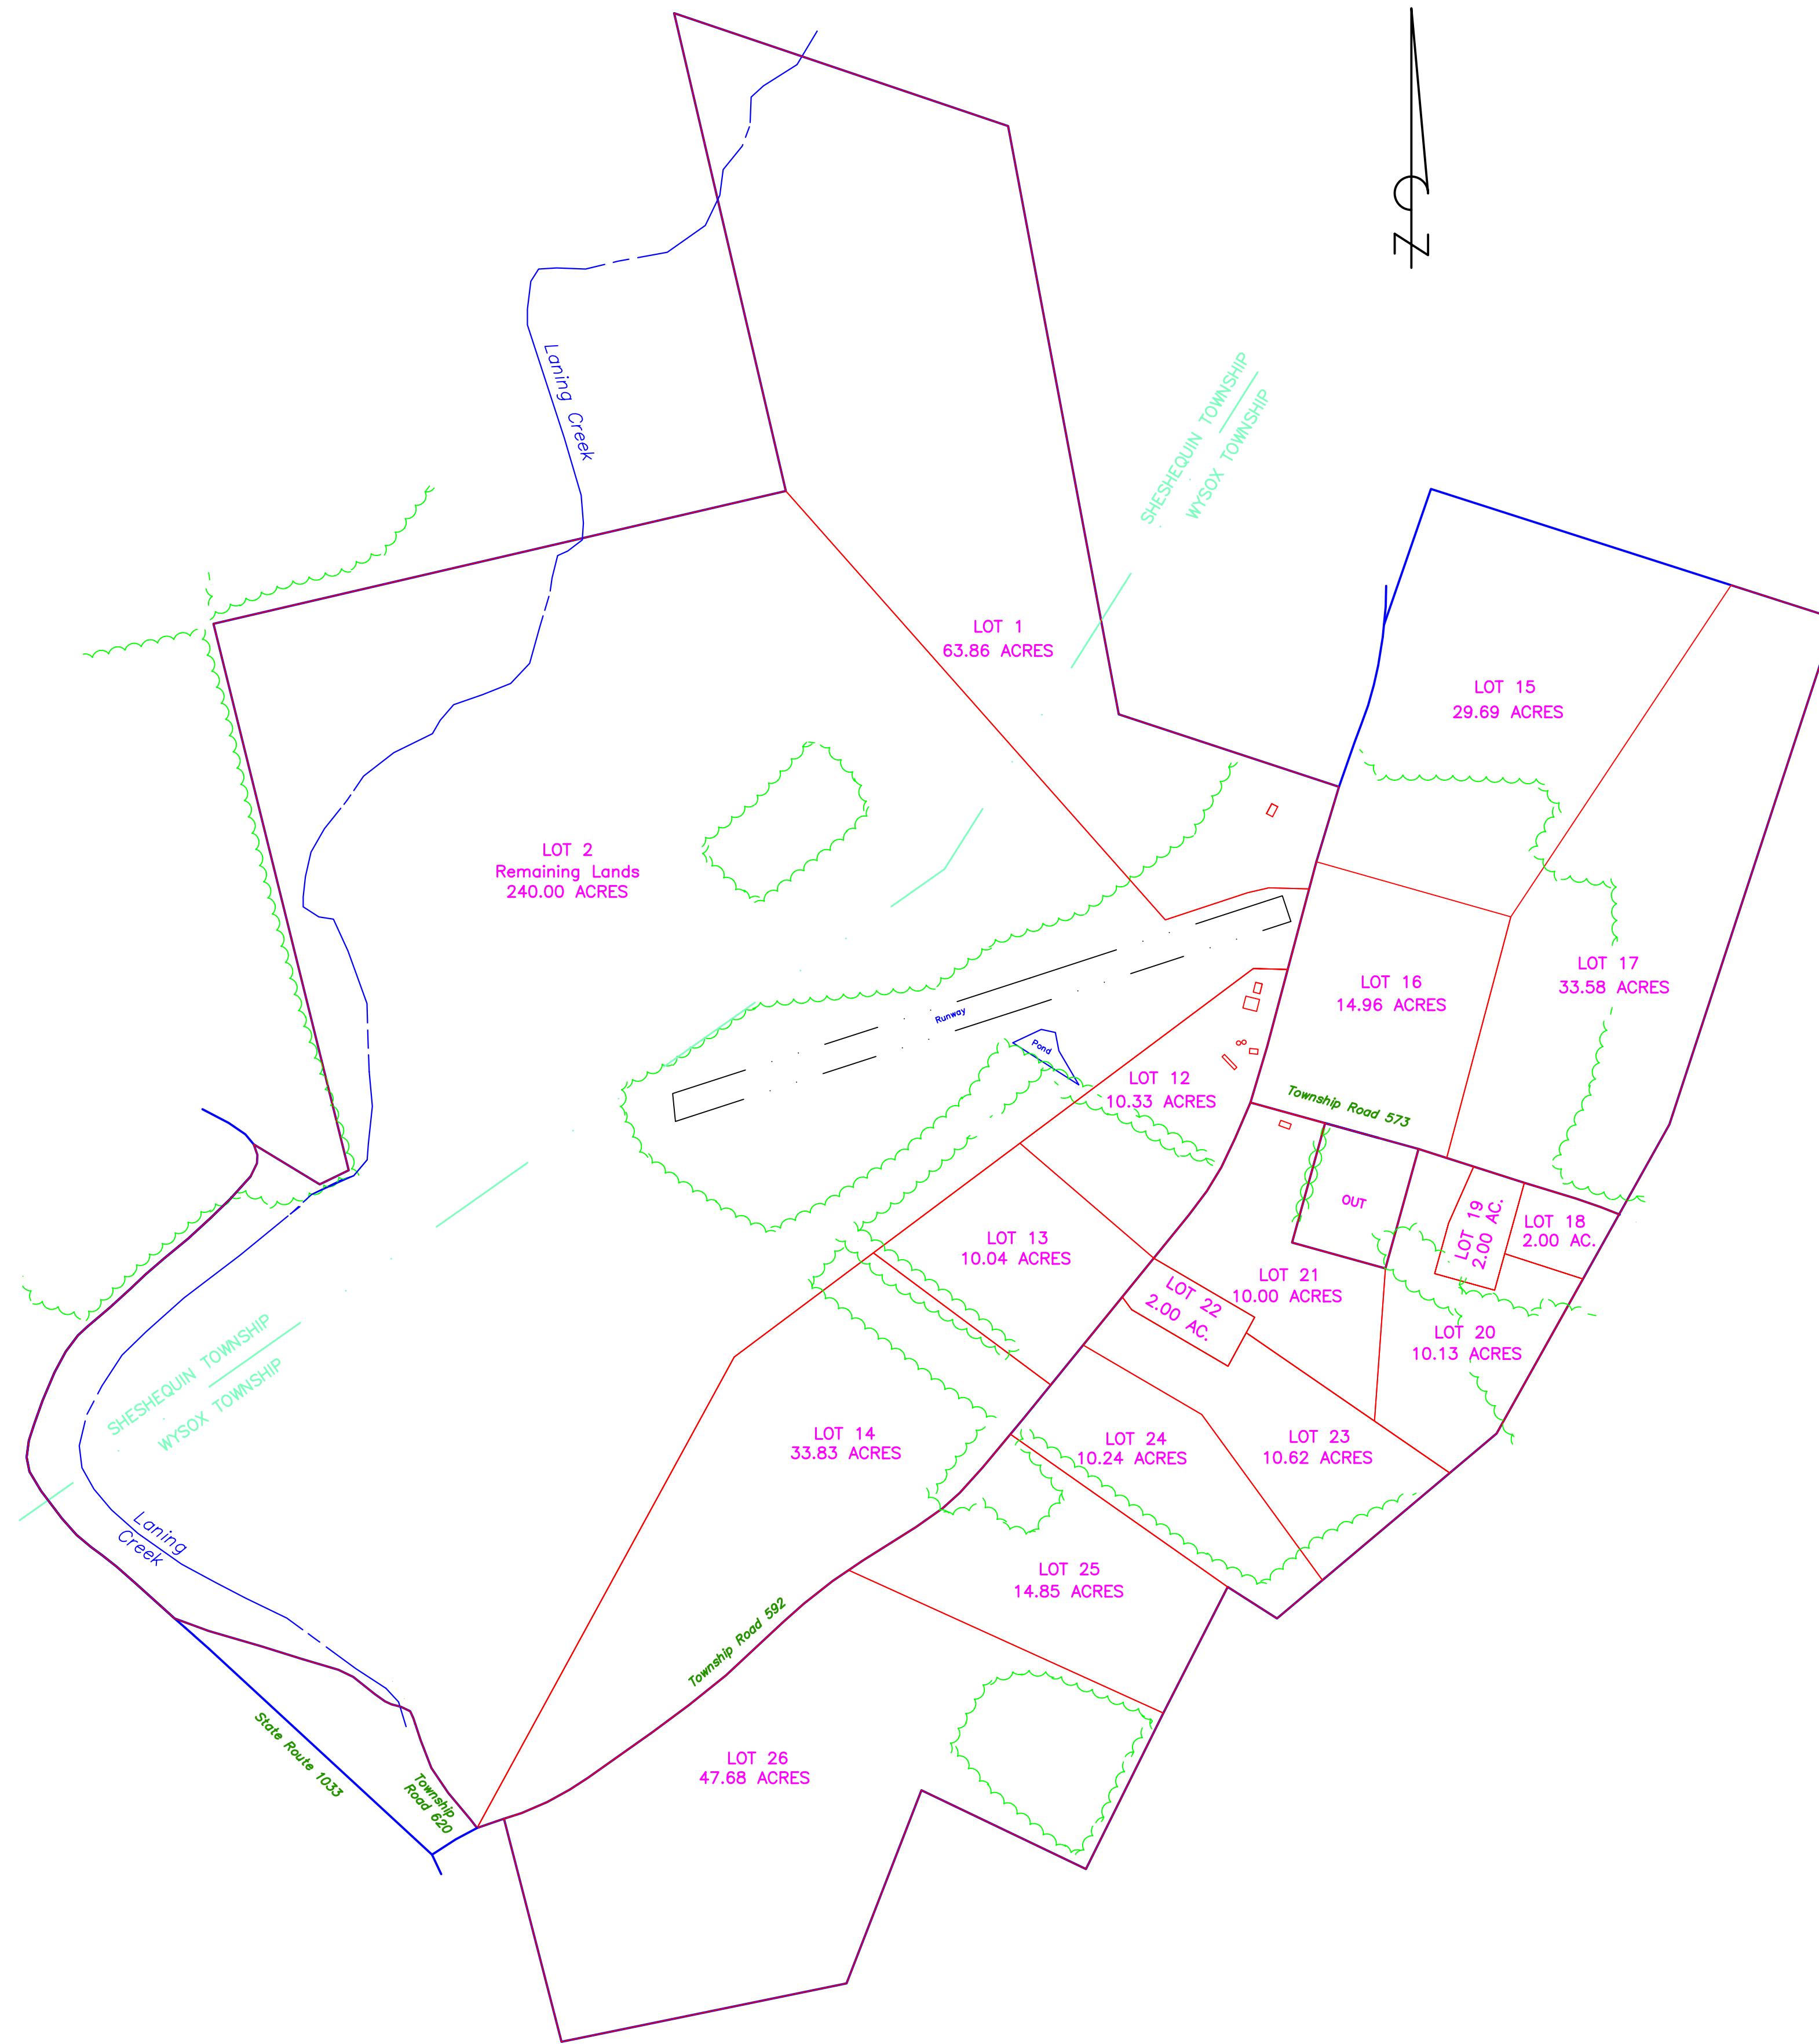 N
Laning Creek
SHESHEQUIN TOWNSHIP
WYSOX TOWNSHIP
LOT 1
63.86 ACRES
LOT 15
29.69 ACRES
LOT 2
Remaining Lands
240.00 ACRES
LOT 16
14.96 ACRES
LOT 17
33.58 ACRES
Runway
Pond
LOT 12
10.33 ACRES
Township Road 573
OUT
LOT 19
2.00 AC.
LOT 18
2.00 AC.
LOT 13
10.04 ACRES
LOT 21
10.00 ACRES
LOT 22
2.00 AC.
LOT 20
10.13 ACRES
SHESHEQUIN TOWNSHIP
WYSOX TOWNSHIP
LOT 14
33.83 ACRES
LOT 24
10.24 ACRES
LOT 23
10.62 ACRES
Laning
Creek
LOT 25
14.85 ACRES
Township Road 592
State Route 1033
Township
Road 620
LOT 26
47.68 ACRES